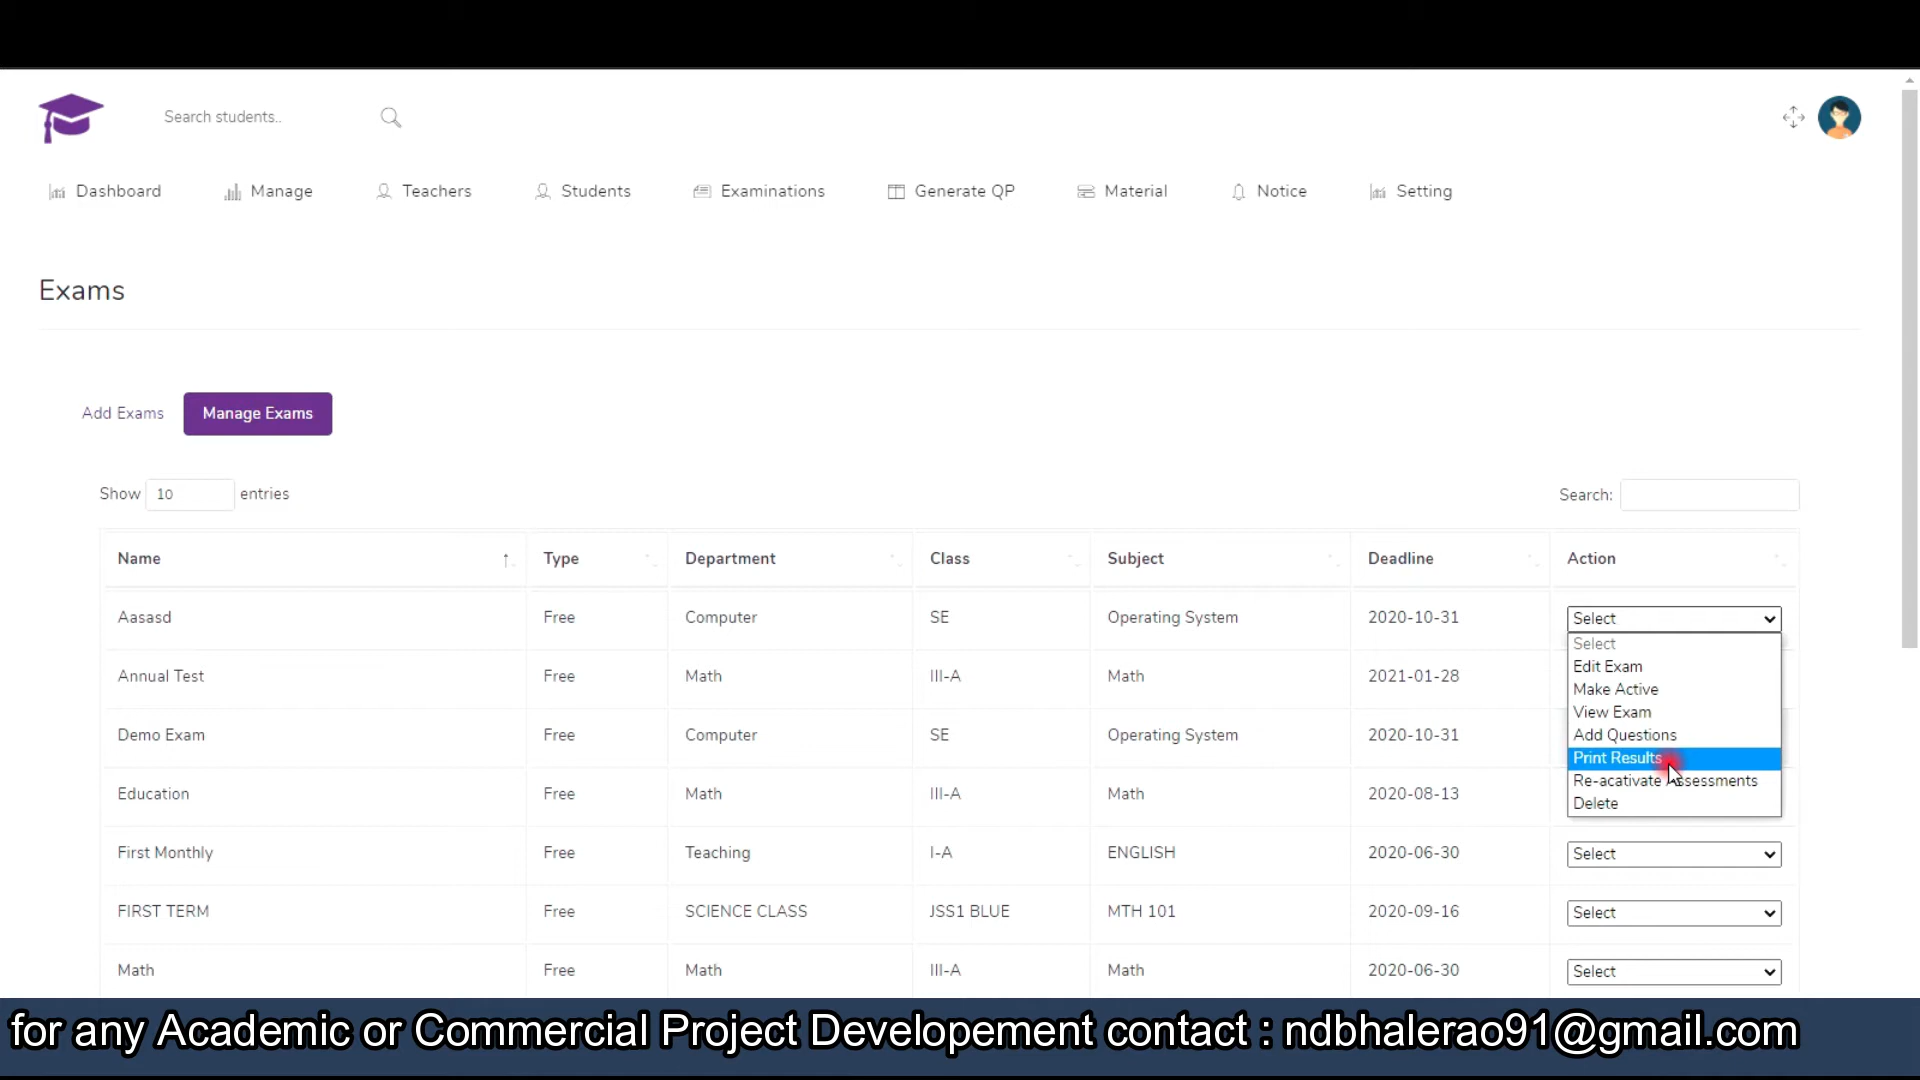 Search students..
Dashboard Manage Teachers Students Examinations Generate QP Material Notice Setting
Exams
Add Exams Manage Exams
Show 10 entries Search:
Name Type Department Class Subject Deadline Action
Aasasd Free Computer SE Operating System 2020-10-31 Select
Select
Edit Exam
Annual Test Free Math III-A Math 2021-01-28
Make Active
View Exam
Demo Exam Free Computer SE Operating System 2020-10-31 Add Questions
Print Results
Re-acativate Assessments
Education Free Math III-A Math 2020-08-13
Delete
First Monthly Free Teaching I-A ENGLISH 2020-06-30 Select
FIRST TERM Free SCIENCE CLASS JSS1 BLUE MTH 101 2020-09-16 Select
Math Free Math III-A Math 2020-06-30 Select
for any Academic or Commercial Project Developement contact : ndbhalerao91@gmail.com